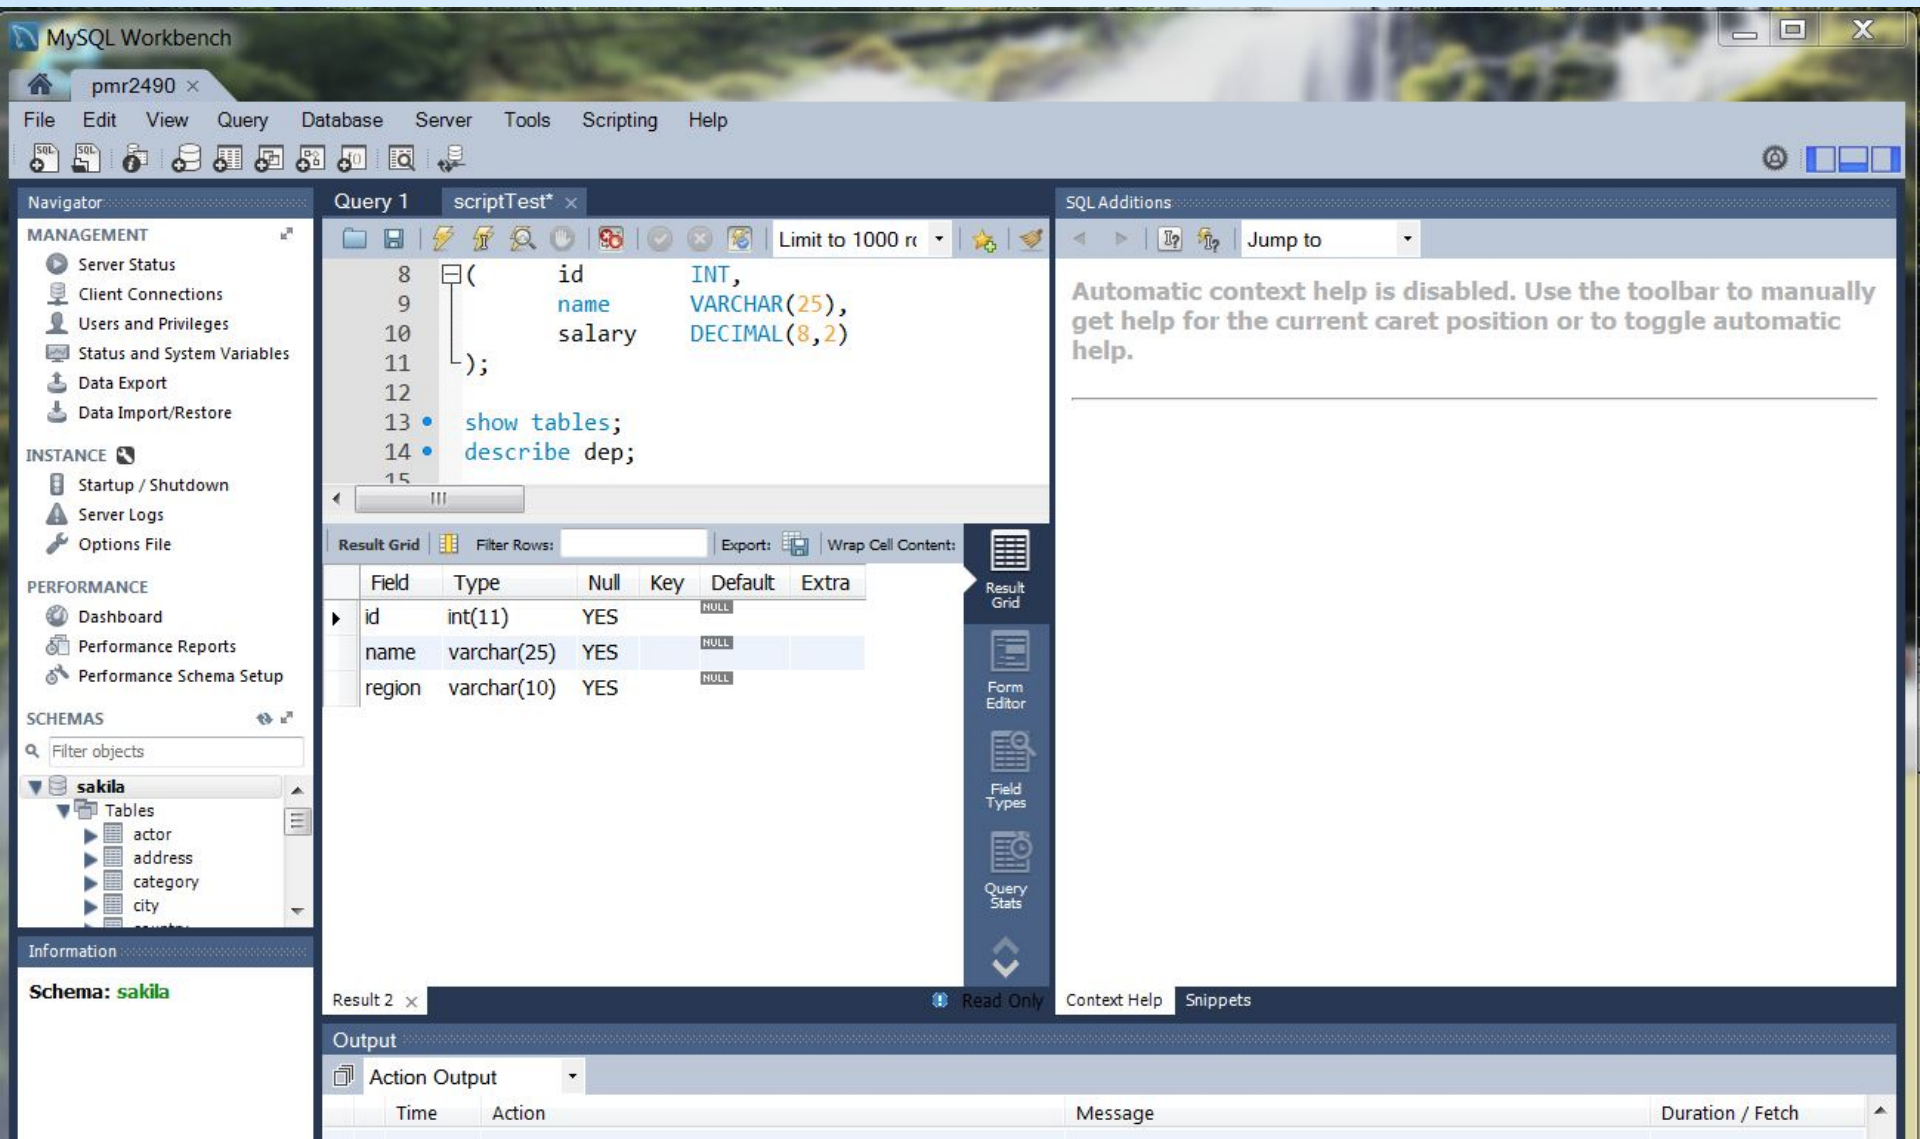 MySQL Workbench
pmr2490
File Edit View Query Database Server Tools Scripting Help
Navigator
MANAGEMENT
Server Status
Client Connections
Users and Privileges
Status and System Variables
Data Export
Data Import/Restore
INSTANCE
Startup / Shutdown
Server Logs
Options File
PERFORMANCE
Dashboard
Performance Reports
Performance Schema Setup
SCHEMAS
Filter objects
sakila
Tables
actor
address
category
city
country
Information
Schema: sakila
Query 1 scriptTest*
Limit to 1000 rc
8 ( id INT,
9 name VARCHAR(25),
10 salary DECIMAL(8,2)
11 );
12
13 show tables;
14 describe dep;
15
Result Grid Filter Rows: Export: Wrap Cell Content:
Field Type Null Key Default Extra
id int(11) YES NULL
name varchar(25) YES NULL
region varchar(10) YES NULL
Result
Grid
Form
Editor
Field
Types
Query
Stats
Result 2 Read Only
SQL Additions
Jump to
Automatic context help is disabled. Use the toolbar to manually
get help for the current caret position or to toggle automatic
help.
Context Help Snippets
Output
Action Output
Time Action Message Duration / Fetch